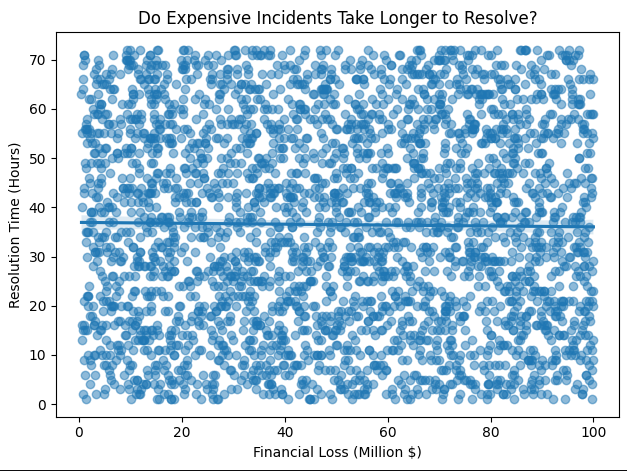 Do Expensive Incidents Take Longer to Resolve?
70
60
50
40
30
20
10
0
Resolution Time (Hours)
0 20 40 60 80 100
Financial Loss (Million $)